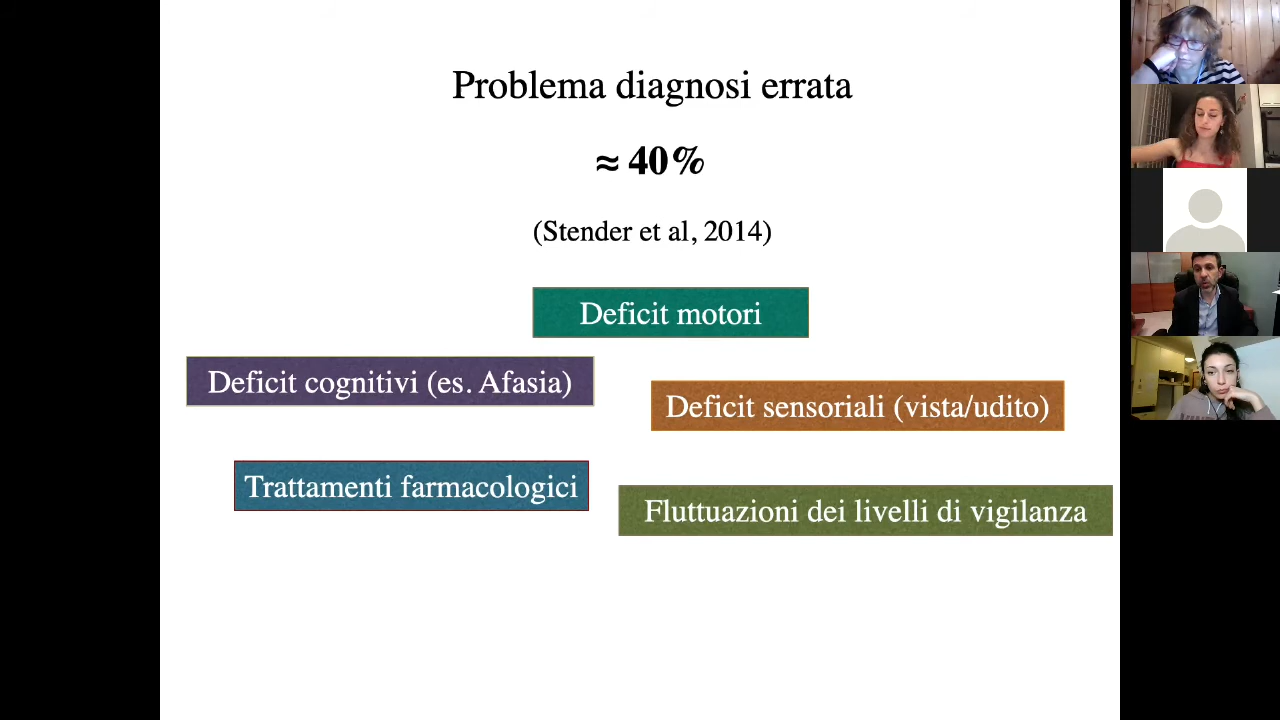 Problema diagnosi errata
≈ 40%
(Stender et al, 2014)
Deficit motori
Deficit cognitivi (es. Afasia)
Deficit sensoriali (vista/udito)
Trattamenti farmacologici
Fluttuazioni dei livelli di vigilanza